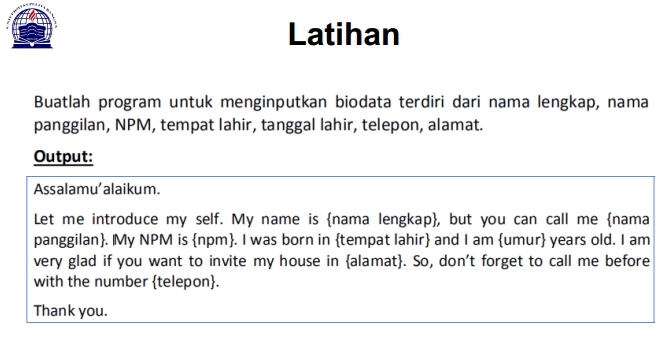 UNIVERSITAS PELITA BANGSA
Latihan
Buatlah program untuk menginputkan biodata terdiri dari nama lengkap, nama
panggilan, NPM, tempat lahir, tanggal lahir, telepon, alamat.
Output:
Assalamu’alaikum.
Let me introduce my self. My name is {nama lengkap}, but you can call me {nama
panggilan}. My NPM is {npm}. I was born in {tempat lahir} and I am {umur} years old. I am
very glad if you want to invite my house in {alamat}. So, don’t forget to call me before
with the number {telepon}.
Thank you.